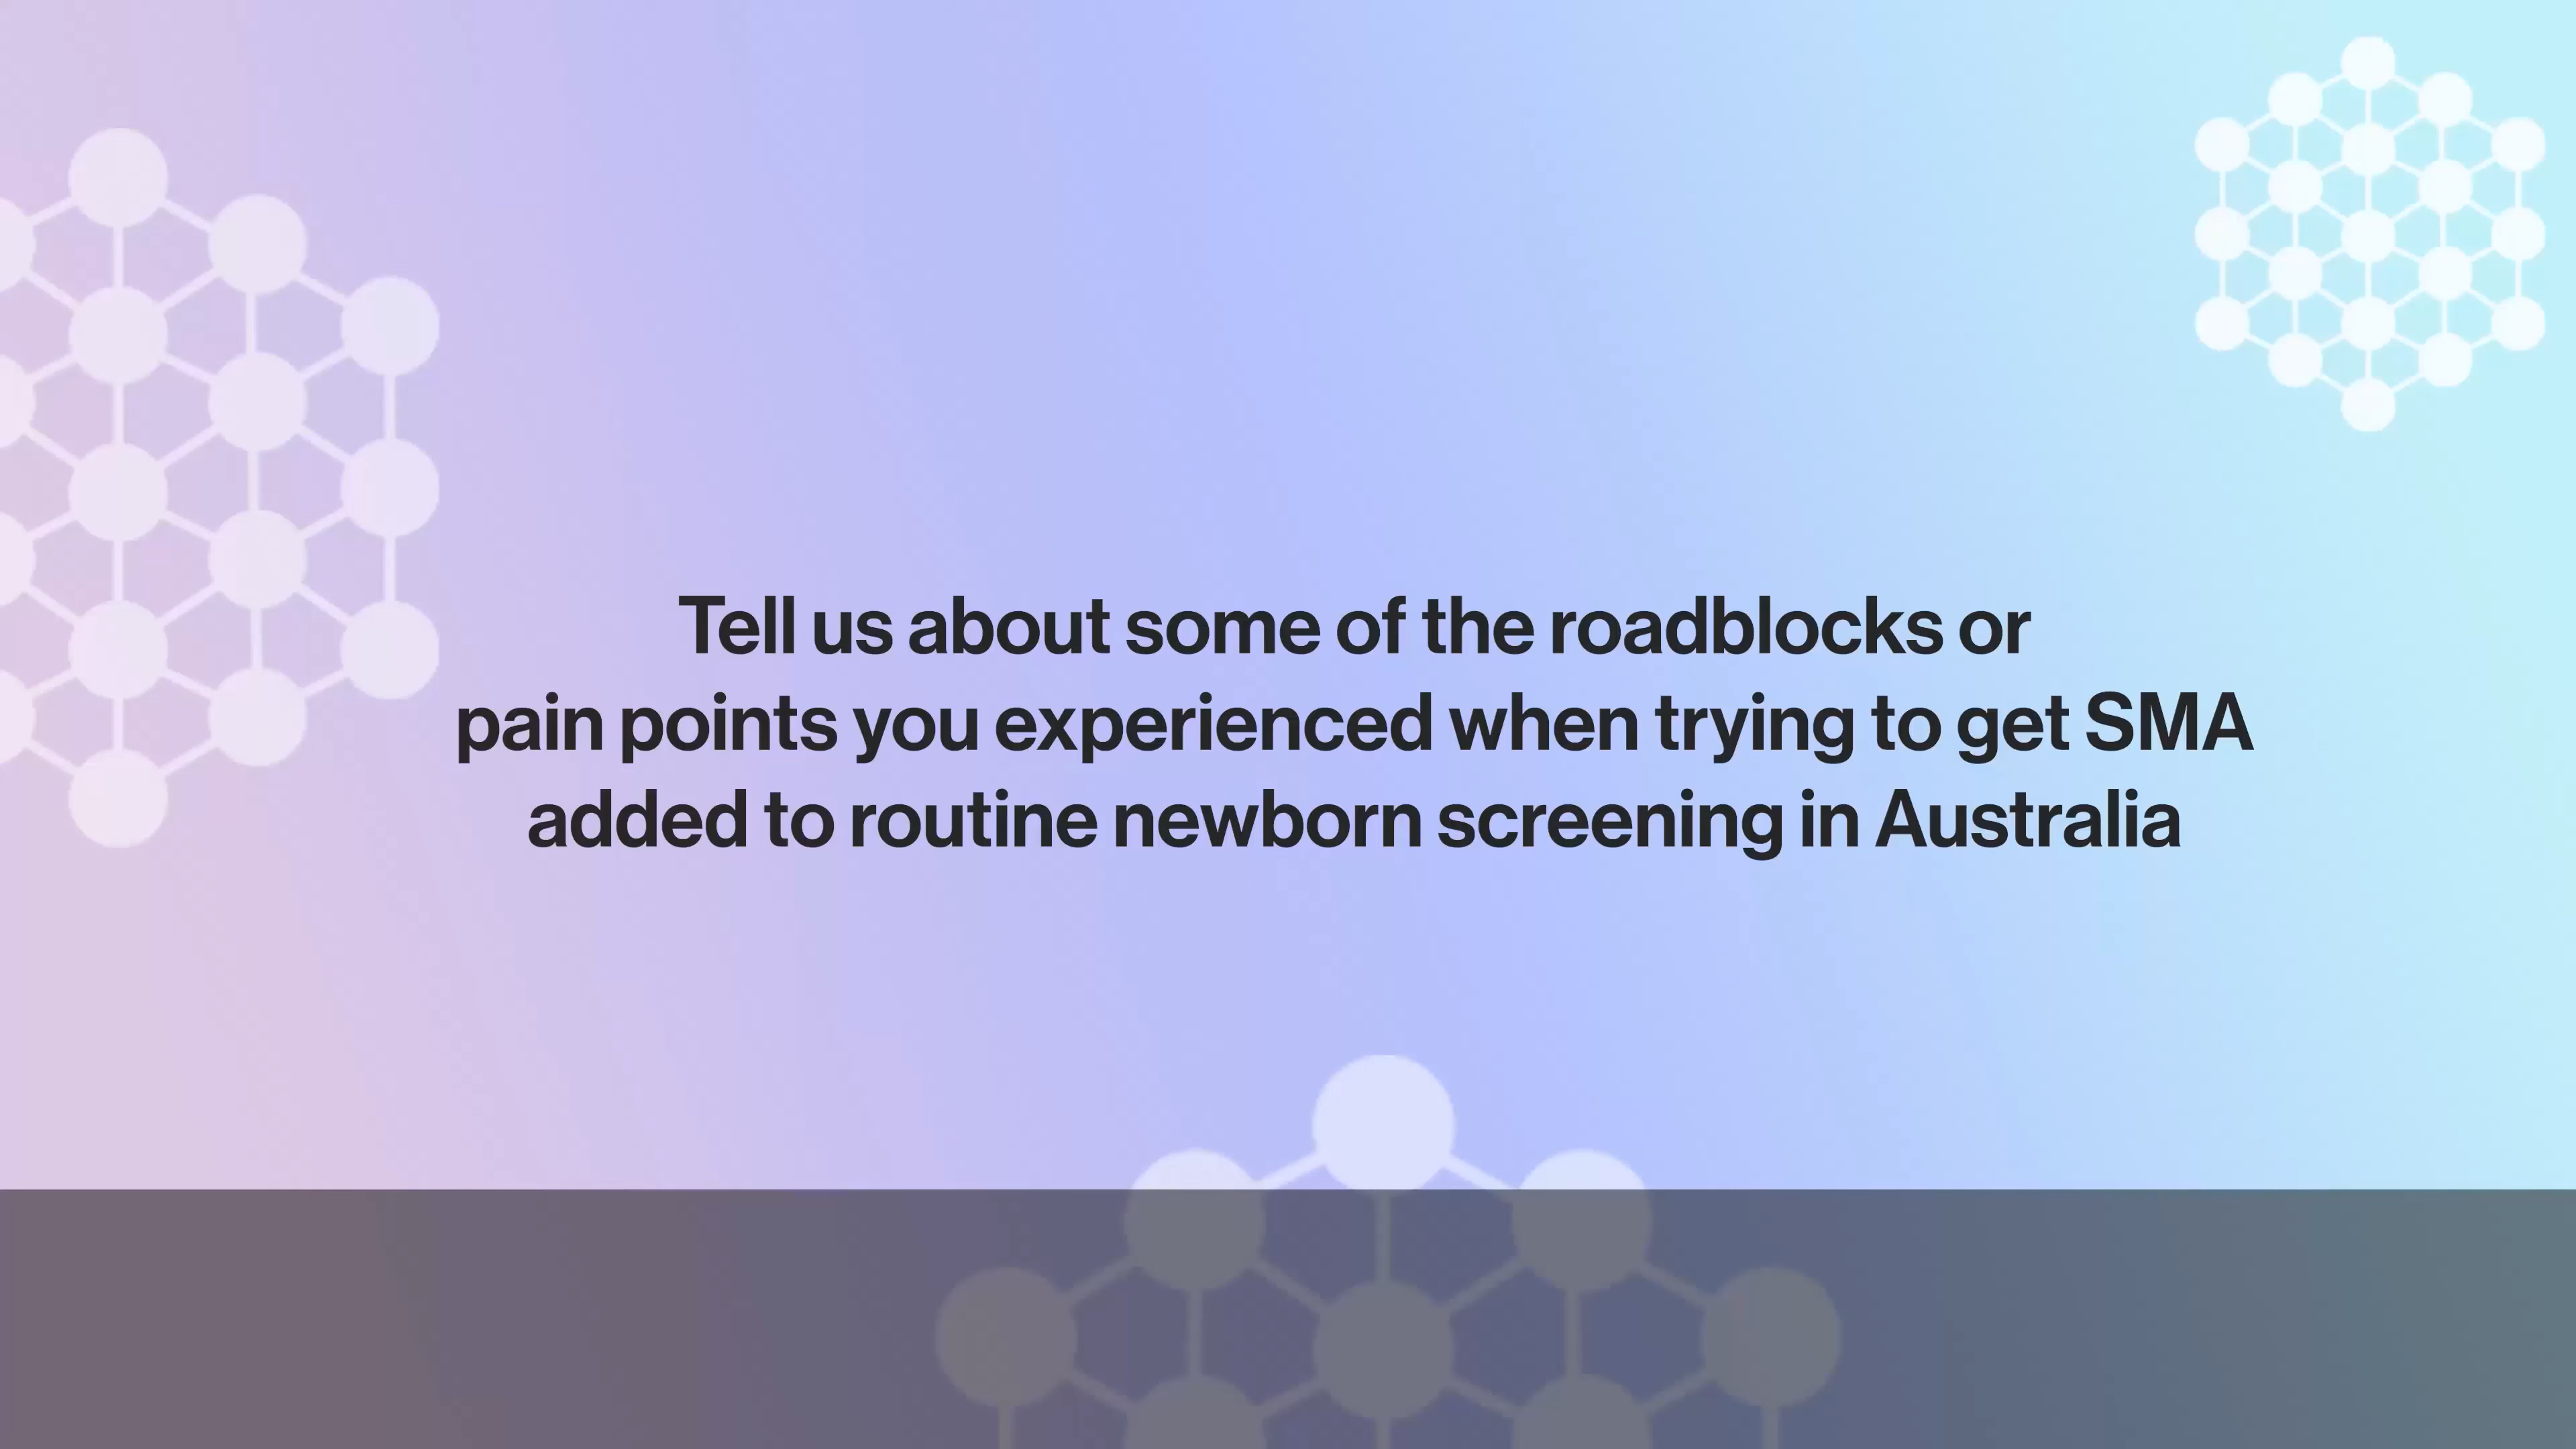 Tell us about some of the roadblocks or
pain points you experienced when trying to get SMA
added to routine newborn screening in Australia